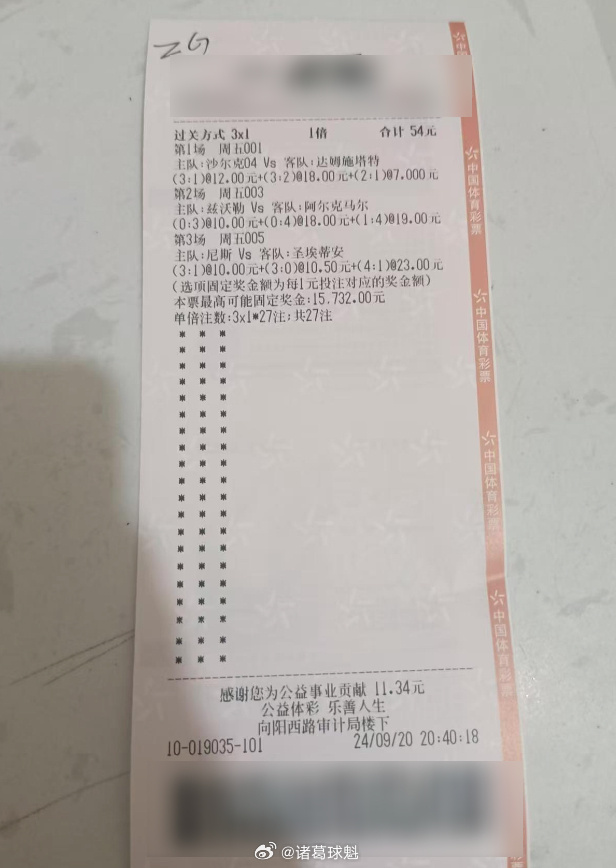 ZG
过关方式 3x1 1倍 合计 54元
第1场 周五001
主队:沙尔克04 Vs 客队:达姆施塔特
(3:1)@12.00元+(3:2)@18.00元+(2:1)@7.000元
第2场 周五003
主队:兹沃勒 Vs 客队:阿尔克马尔
(0:3)@10.00元+(0:4)@18.00元+(1:4)@19.00元
第3场 周五005
主队:尼斯 Vs 客队:圣埃蒂安
(3:1)@10.00元+(3:0)@10.50元+(4:1)@23.00元
(选项固定奖金额为每1元投注对应的奖金额)
本票最高可能固定奖金:15,732.00元
单倍注数:3x1*27注;共27注
感谢您为公益事业贡献 11.34元
公益体彩 乐善人生
向阳西路审计局楼下
10-019035-101 24/09/20 20:40:18
中国体育彩票
中国体育彩票
中国体育彩票
中国体育彩票
@诸葛球魁